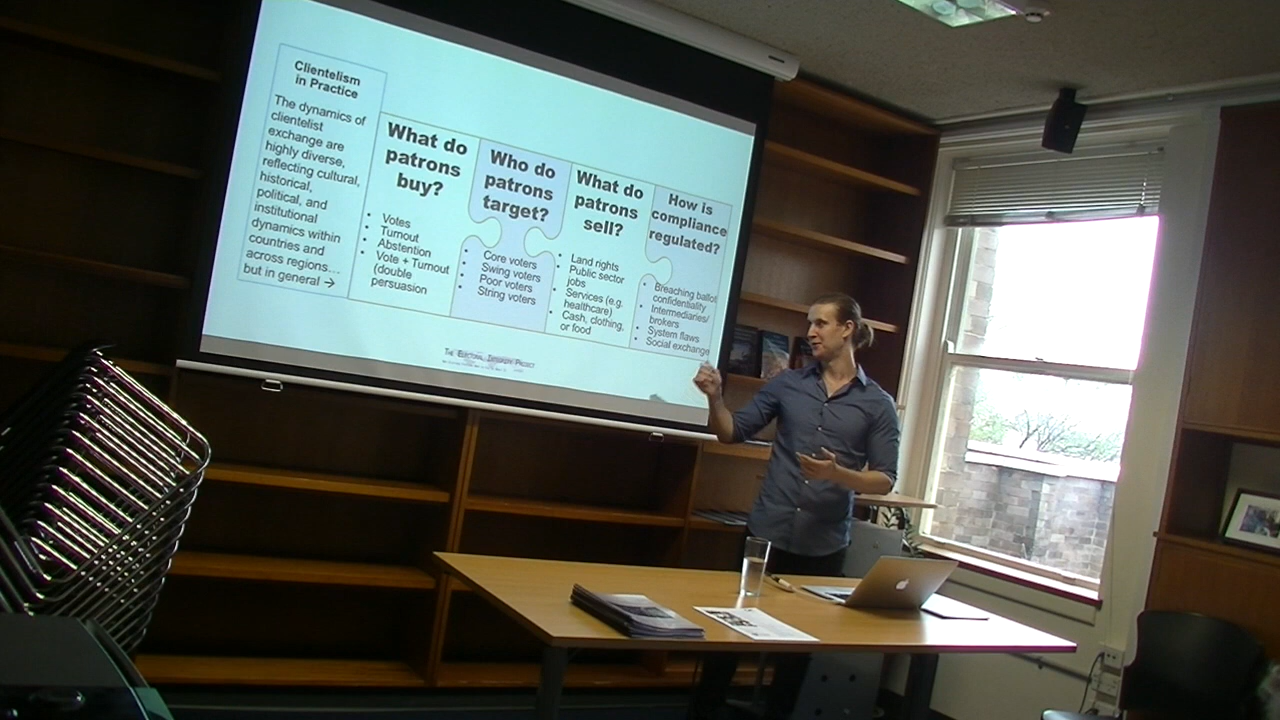 Clientelism
in Practice
The dynamics of
clientelist
exchange are
highly diverse,
reflecting cultural,
historical,
political, and
institutional
dynamics within
countries and
across regions…
but in general →
What do
patrons
buy?
• Votes
• Turnout
• Abstention
• Vote + Turnout
(double
persuasion
Who do
patrons
target?
• Core voters
• Swing voters
• Poor voters
• String voters
What do
patrons
sell?
• Land rights
• Public sector
jobs
• Services (e.g.
healthcare)
• Cash, clothing,
or food
How is
compliance
regulated?
• Breaching ballot
confidentiality
• Intermediaries/
brokers
• System flaws
• Social exchange
The Electoral Integrity Project